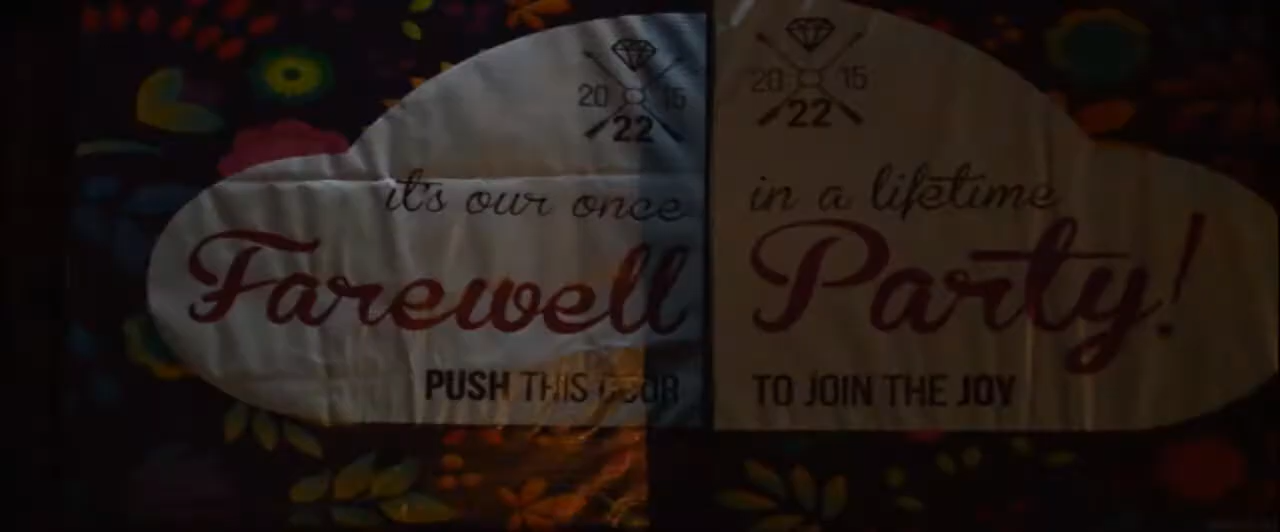 20 15 20 15
22 22
it's our once in a lifetime
Farewell Party!
PUSH THIS DOOR TO JOIN THE JOY